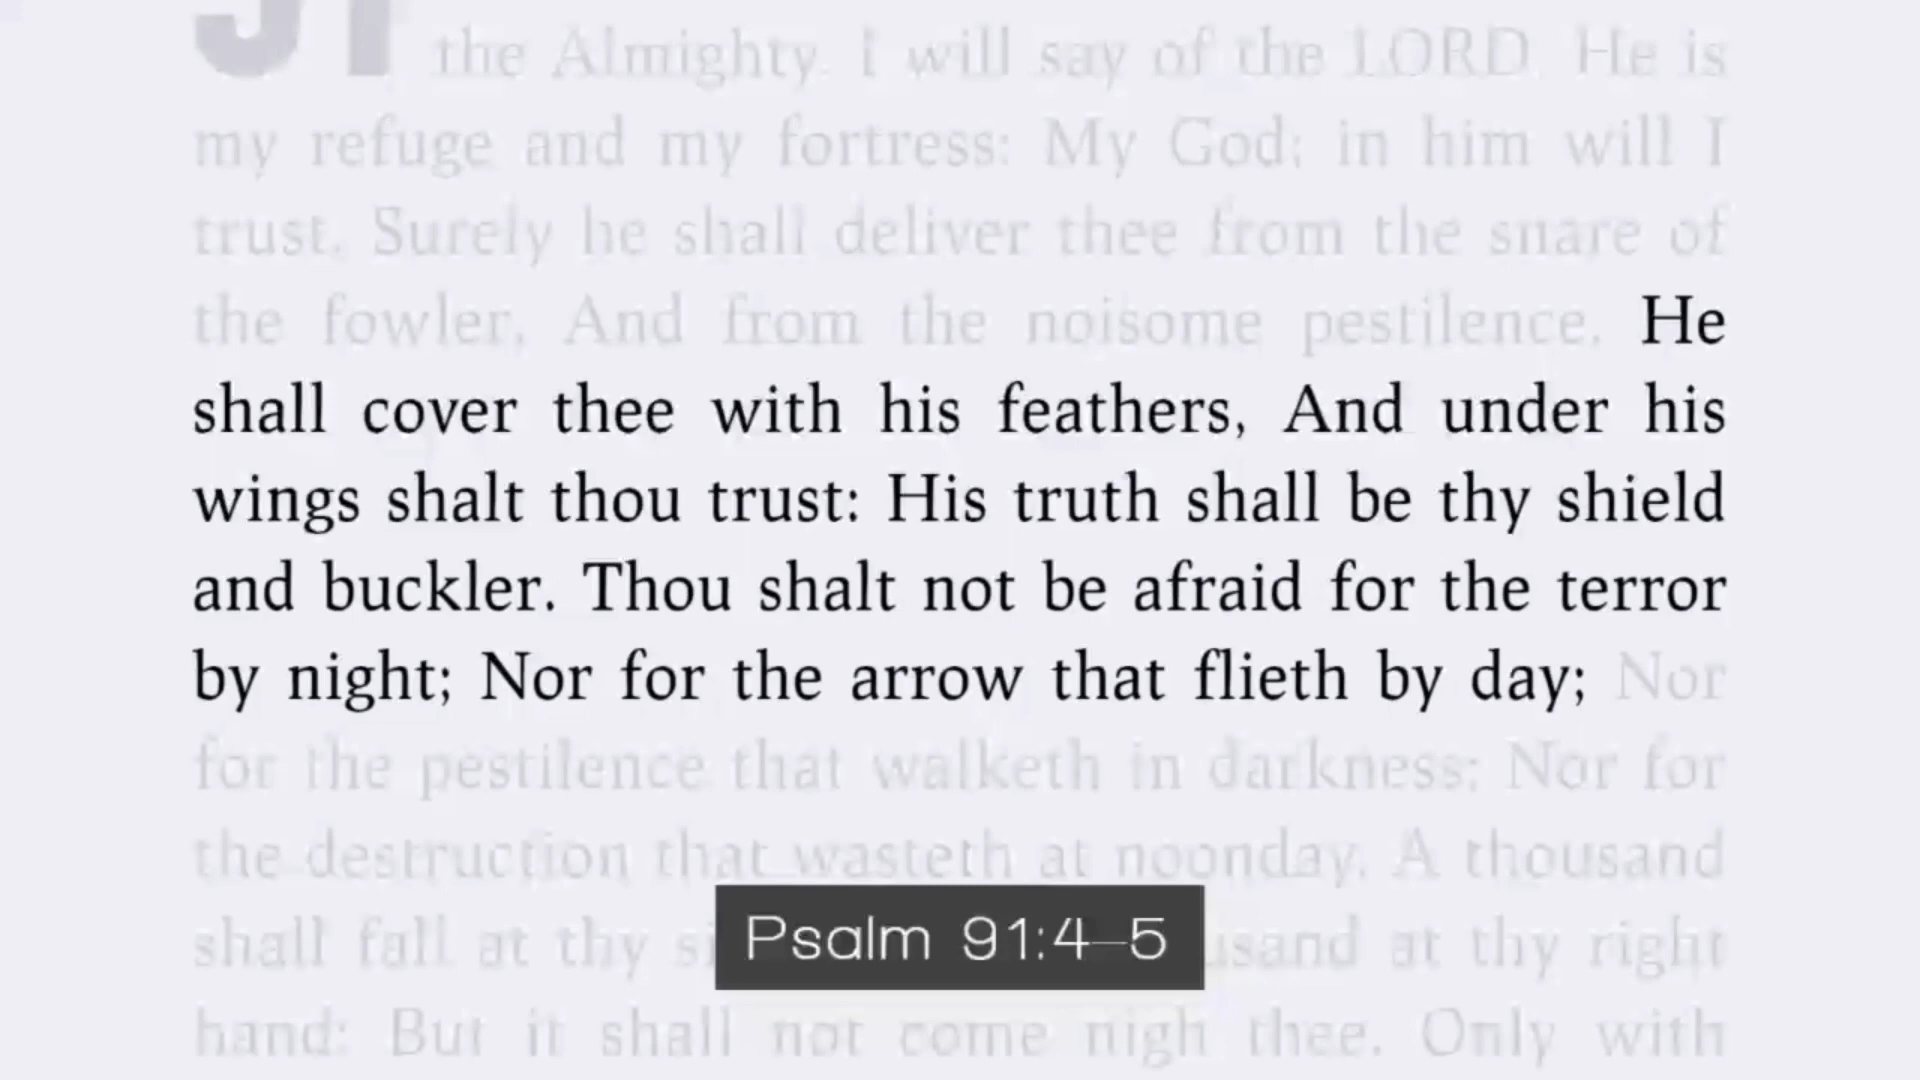 91 the Almighty. I will say of the LORD, He is
my refuge and my fortress: My God; in him will I
trust. Surely he shall deliver thee from the snare of
the fowler, And from the noisome pestilence. He
shall cover thee with his feathers, And under his
wings shalt thou trust: His truth shall be thy shield
and buckler. Thou shalt not be afraid for the terror
by night; Nor for the arrow that flieth by day; Nor
for the pestilence that walketh in darkness; Nor for
the destruction that wasteth at noonday. A thousand
shall fall at thy at thy right
Psalm 91:4–5
hand: But it shall not come nigh thee. Only with